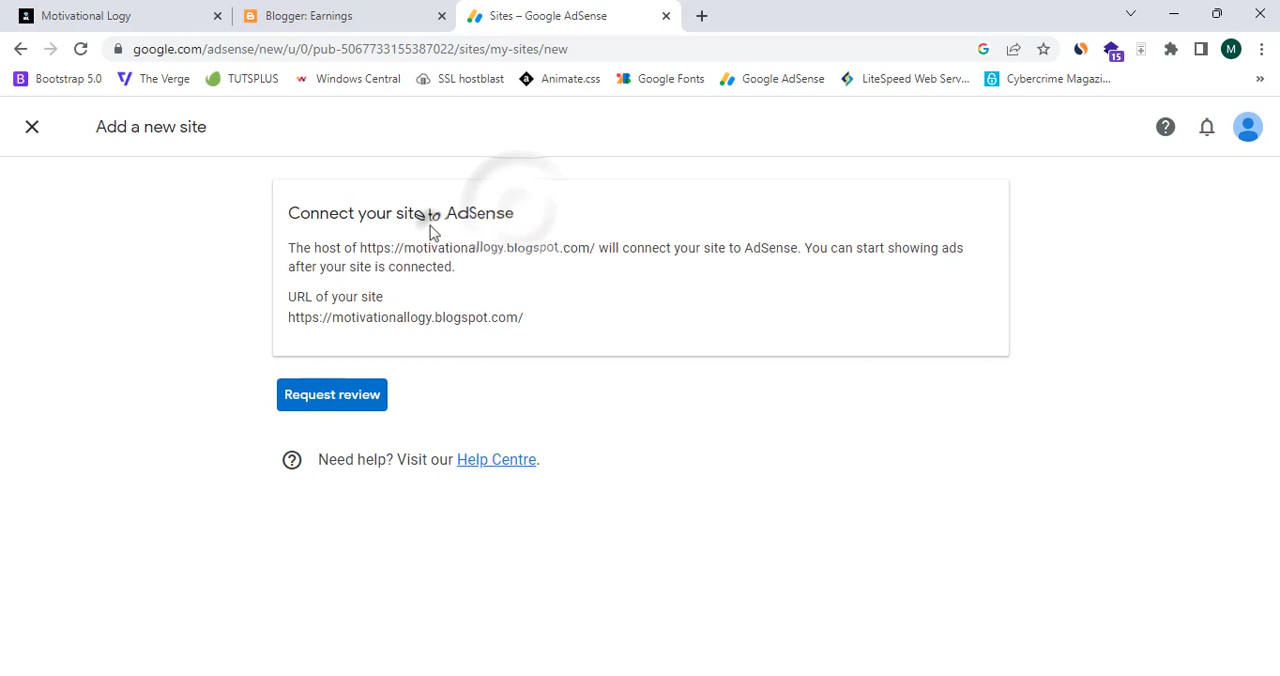 Motivational Logy
Blogger: Earnings
Sites – Google AdSense
google.com/adsense/new/u/0/pub-5067733155387022/sites/my-sites/new
15
M
Bootstrap 5.0
The Verge
TUTSPLUS
Windows Central
SSL hostblast
Animate.css
Google Fonts
Google AdSense
LiteSpeed Web Serv...
Cybercrime Magazi...
»
Add a new site
Connect your site to AdSense
The host of https://motivationallogy.blogspot.com/ will connect your site to AdSense. You can start showing ads
after your site is connected.
URL of your site
https://motivationallogy.blogspot.com/
Request review
Need help? Visit our Help Centre.